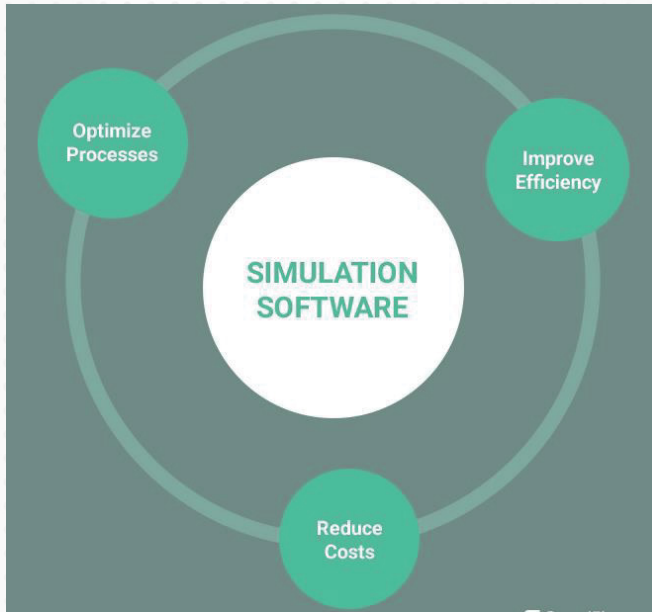 Optimize
Processes
Improve
Efficiency
SIMULATION
SOFTWARE
Reduce
Costs